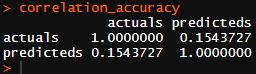 > correlation_accuracy
actuals predicteds
actuals 1.0000000 0.1543727
predicteds 0.1543727 1.0000000
>